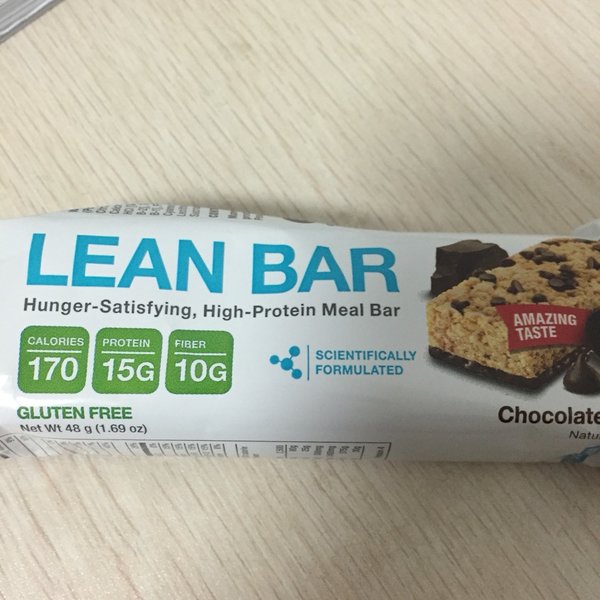 LEAN BAR
Hunger-Satisfying, High-Protein Meal Bar
CALORIES
170
PROTEIN
15G
FIBER
10G
SCIENTIFICALLY
FORMULATED
AMAZING
TASTE
GLUTEN FREE
Net Wt 48 g (1.69 oz)
Chocolate
Natu